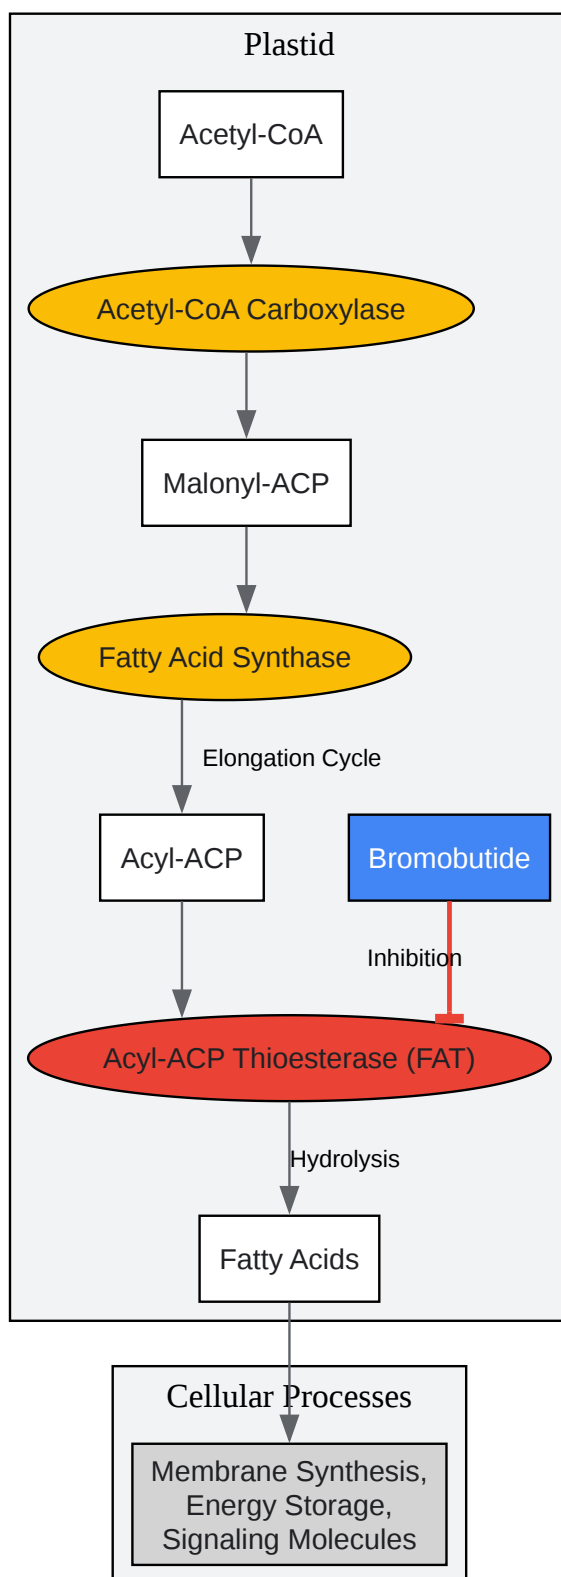 Plastid
Acetyl-CoA
Acetyl-CoA Carboxylase
Malonyl-ACP
Fatty Acid Synthase
Elongation Cycle
Acyl-ACP
Bromobutide
Inhibition
Acyl-ACP Thioesterase (FAT)
Hydrolysis
Fatty Acids
Cellular Processes
Membrane Synthesis,
Energy Storage,
Signaling Molecules